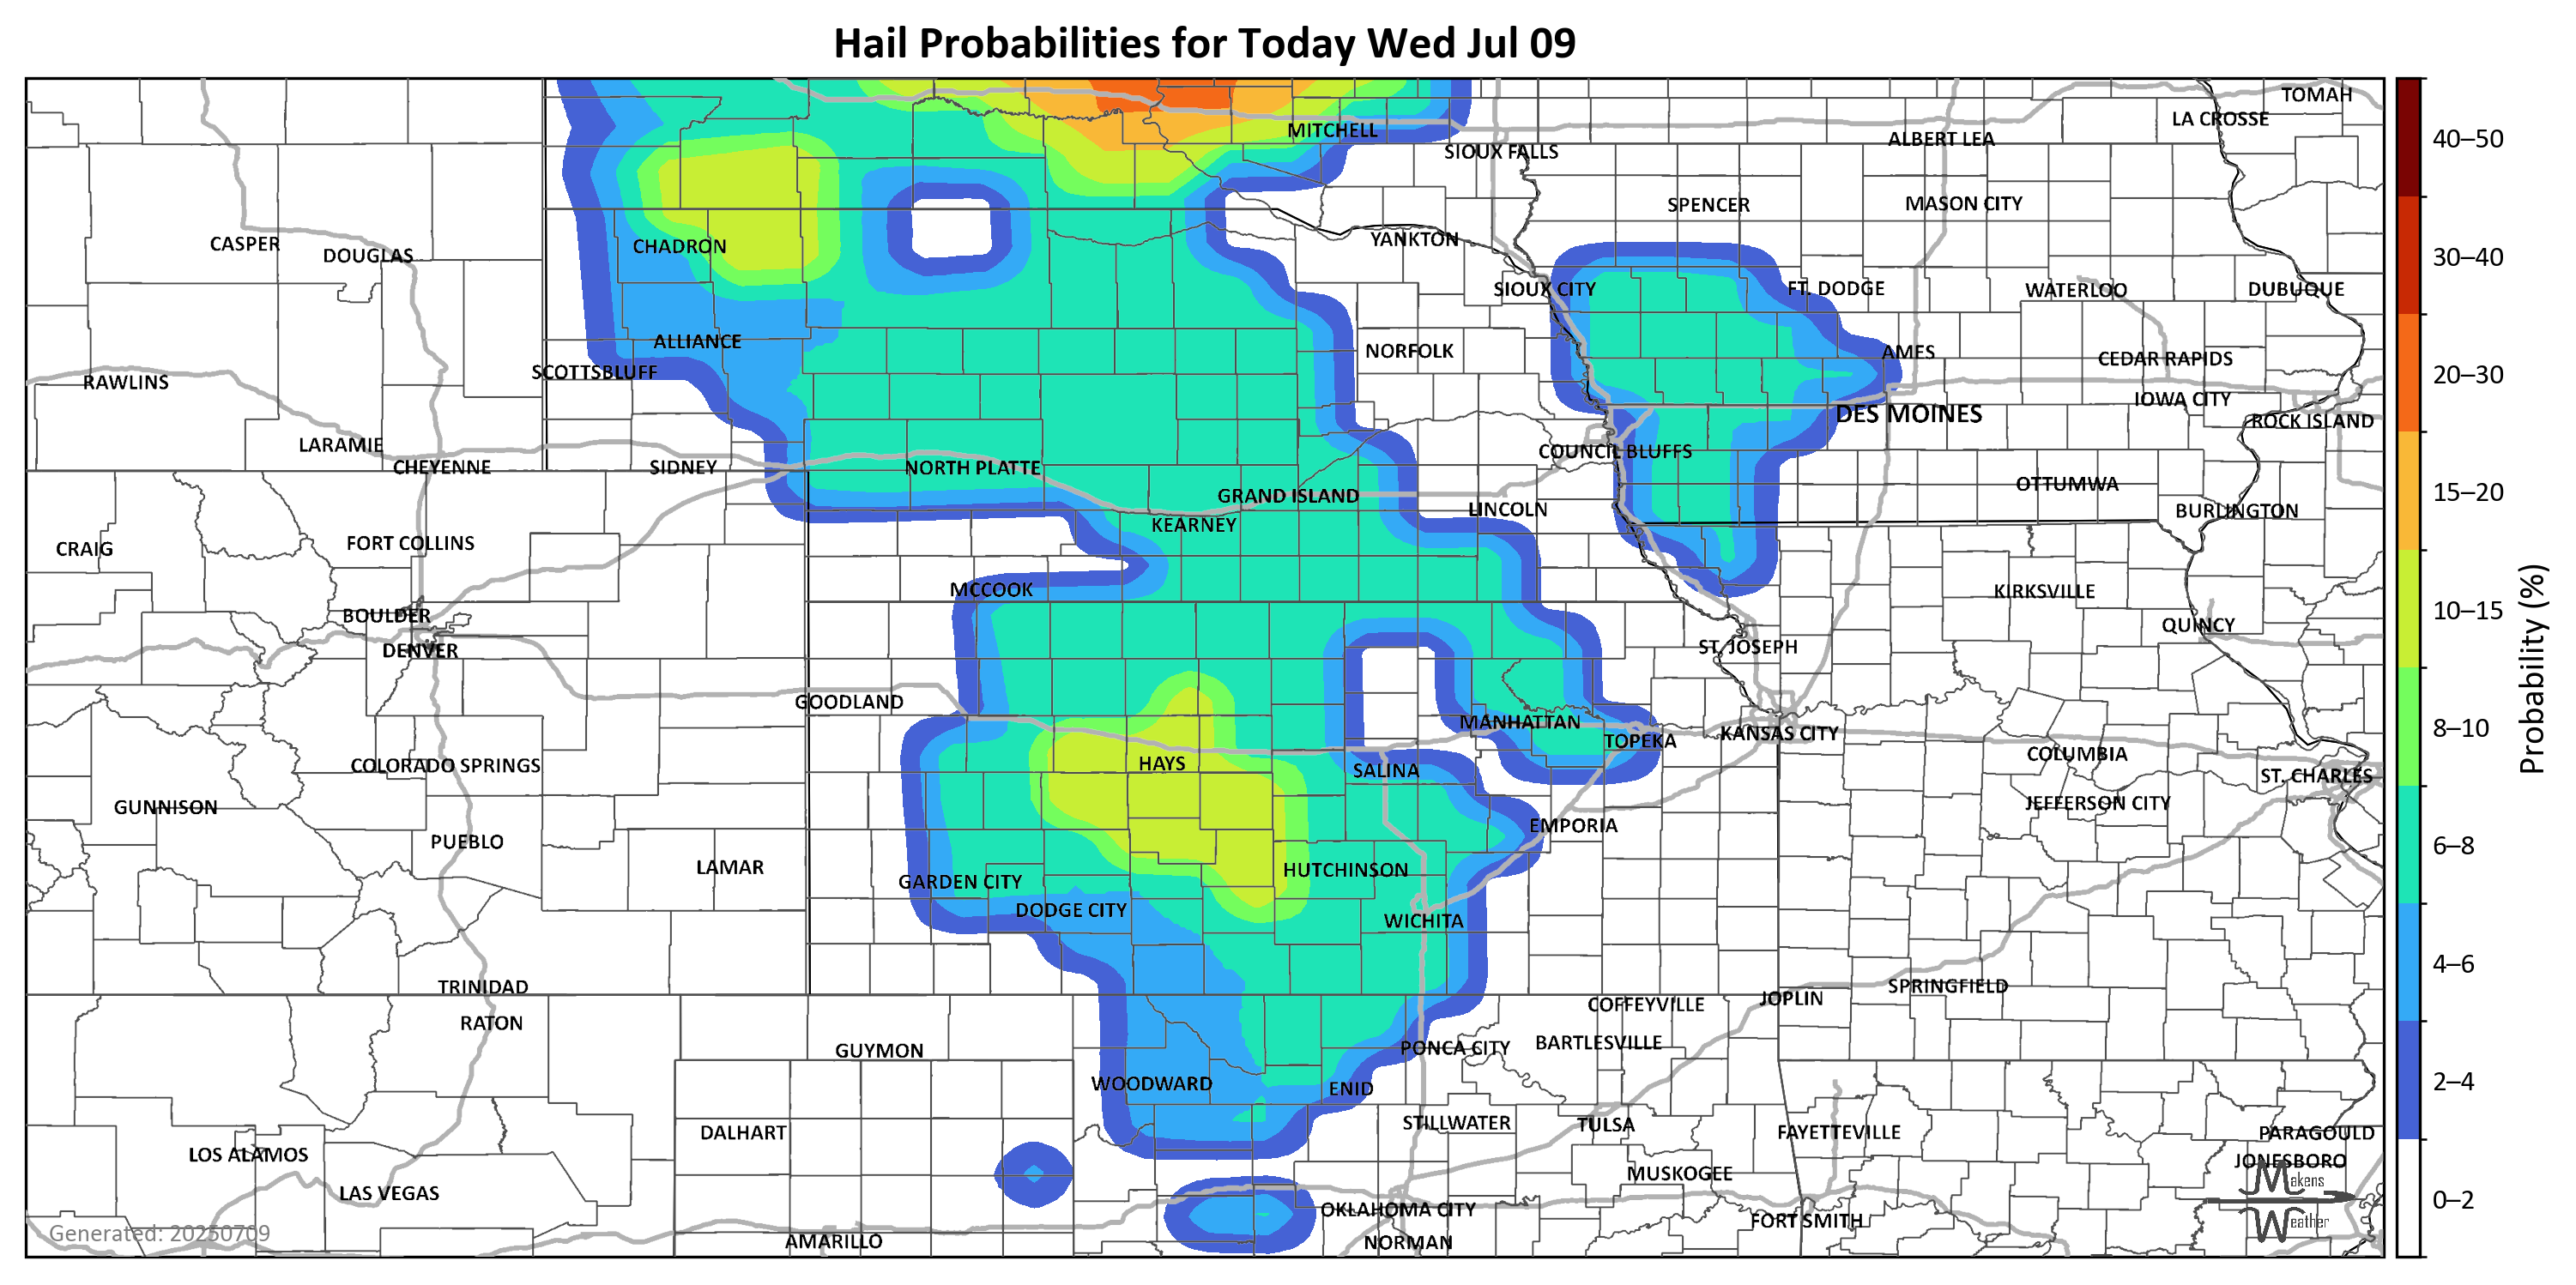 Hail Probabilities for Today Wed Jul 09
TOMAH
LA CROSSE
MITCHELL
ALBERT LEA
SIOUX FALLS
SPENCER
MASON CITY
CASPER
DOUGLAS
CHADRON
YANKTON
SIOUX CITY
FT. DODGE
WATERLOO
DUBUQUE
ALLIANCE
NORFOLK
AMES
CEDAR RAPIDS
RAWLINS
SCOTTSBLUFF
IOWA CITY
DES MOINES
ROCK ISLAND
LARAMIE
COUNCIL BLUFFS
CHEYENNE
SIDNEY
NORTH PLATTE
OTTUMWA
GRAND ISLAND
LINCOLN
BURLINGTON
KEARNEY
CRAIG
FORT COLLINS
MCCOOK
KIRKSVILLE
BOULDER
QUINCY
DENVER
ST. JOSEPH
GOODLAND
MANHATTAN
TOPEKA
KANSAS CITY
COLUMBIA
COLORADO SPRINGS
HAYS
SALINA
ST. CHARLES
GUNNISON
JEFFERSON CITY
EMPORIA
PUEBLO
LAMAR
HUTCHINSON
GARDEN CITY
DODGE CITY
WICHITA
TRINIDAD
SPRINGFIELD
JOPLIN
COFFEYVILLE
RATON
GUYMON
PONCA CITY
BARTLESVILLE
WOODWARD
ENID
STILLWATER
TULSA
DALHART
FAYETTEVILLE
PARAGOULD
LOS ALAMOS
JONESBORO
MUSKOGEE
LAS VEGAS
OKLAHOMA CITY
FORT SMITH
AMARILLO
NORMAN
Generated: 20250709
Makens
Weather
40–50
30–40
20–30
15–20
10–15
8–10
6–8
4–6
2–4
0–2
Probability (%)